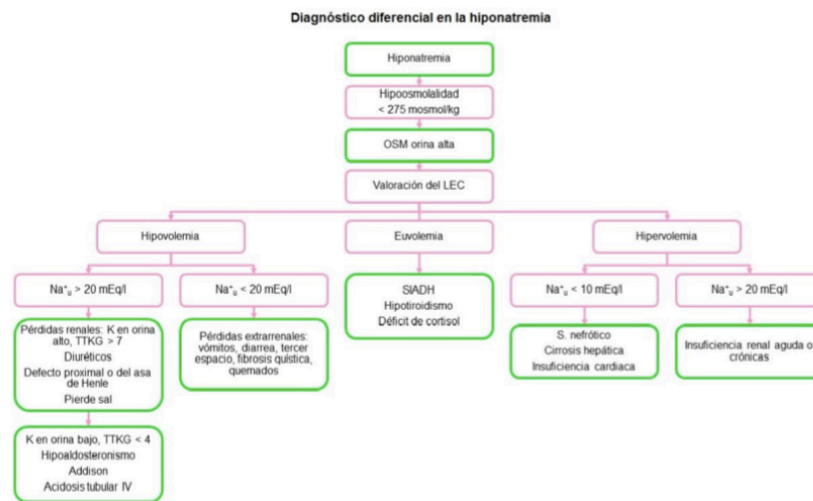 Diagnóstico diferencial en la hiponatremia
Hiponatremia
Hipoosmolalidad
< 275 mosmol/kg
OSM orina alta
Valoración del LEC
Hipovolemia
Euvolemia
Hipervolemia
Na⁺u > 20 mEq/l
Na⁺u < 20 mEq/l
SIADH
Hipotiroidismo
Déficit de cortisol
Na⁺u < 10 mEq/l
Na⁺u > 20 mEq/l
Pérdidas renales: K en orina
alto, TTKG > 7
Diuréticos
Defecto proximal o del asa
de Henle
Pierde sal
Pérdidas extrarrenales:
vómitos, diarrea, tercer
espacio, fibrosis quística,
quemados
S. nefrótico
Cirrosis hepática
Insuficiencia cardiaca
Insuficiencia renal aguda o
crónicas
K en orina bajo, TTKG < 4
Hipoaldosteronismo
Addison
Acidosis tubular IV